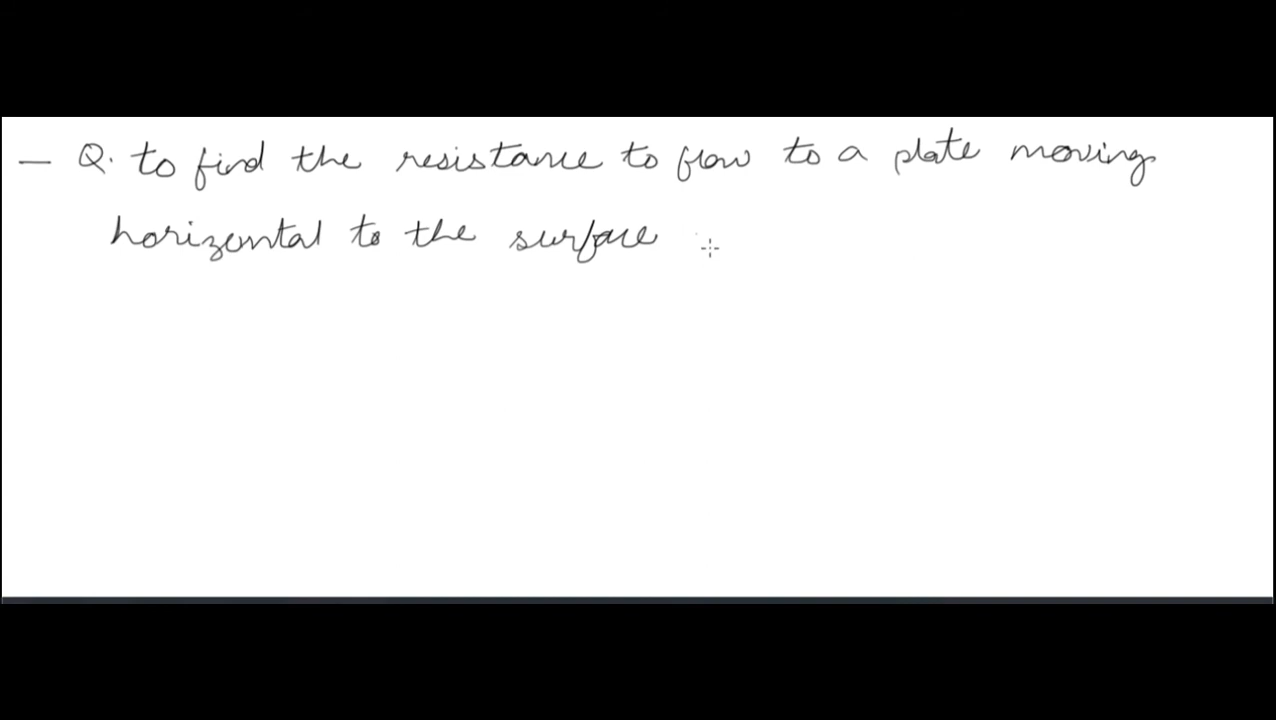 — Q. to find the resistance to flow to a plate moving
horizontal to the surface